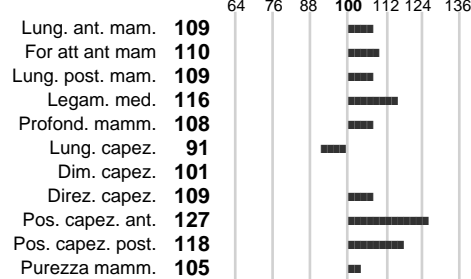 64 76 88 100 112 124 136
Lung. ant. mam. 109
For att ant mam 110
Lung. post. mam. 109
Legam. med. 116
Profond. mamm. 108
Lung. capez. 91
Dim. capez. 101
Direz. capez. 109
Pos. capez. ant. 127
Pos. capez. post. 118
Purezza mamm. 105